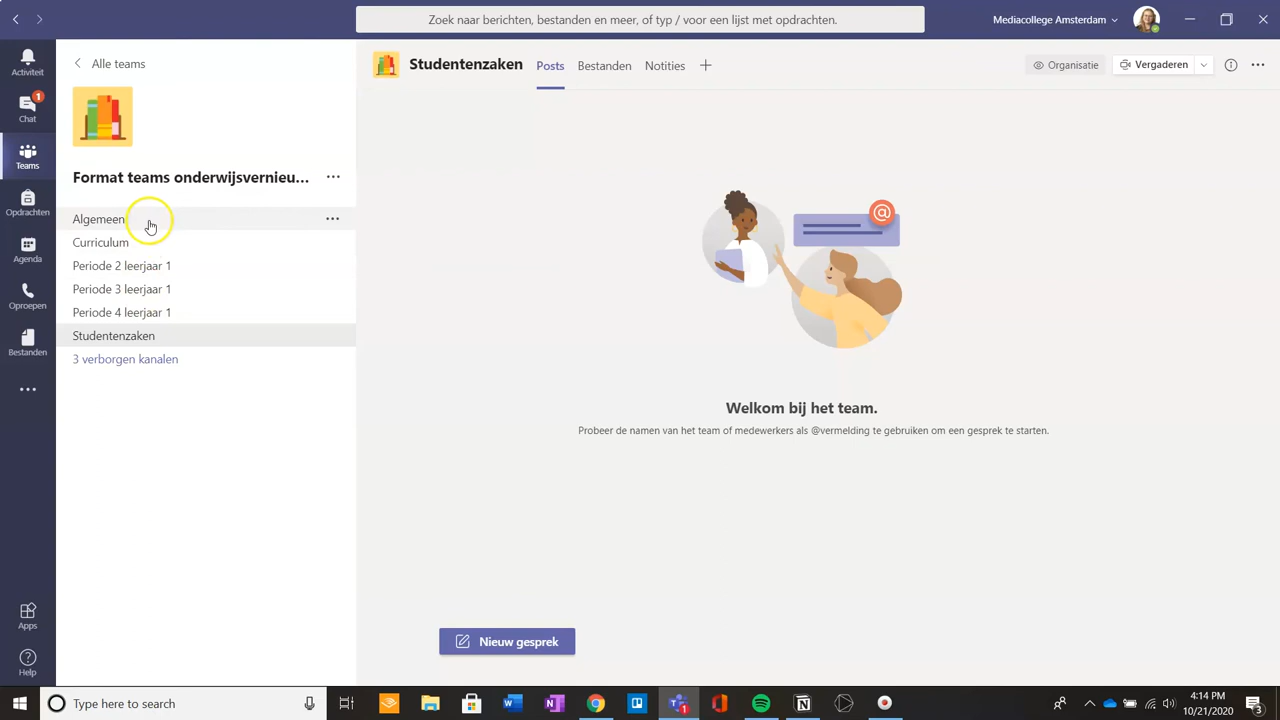 Zoek naar berichten, bestanden en meer, of typ / voor een lijst met opdrachten.
Mediacollege Amsterdam
Activiteit
Chat
1
Teams
Opdrachten
Agenda
Oproepen
Bestanden
Apps
Help
Alle teams
Format teams onderwijsvernieu...
Algemeen
Curriculum
Periode 2 leerjaar 1
Periode 3 leerjaar 1
Periode 4 leerjaar 1
Studentenzaken
3 verborgen kanalen
Studentenzaken
Posts
Bestanden
Notities
Organisatie
Vergaderen
@
Welkom bij het team.
Probeer de namen van het team of medewerkers als @vermelding te gebruiken om een gesprek te starten.
Nieuw gesprek
Type here to search
4:14 PM
10/21/2020
3